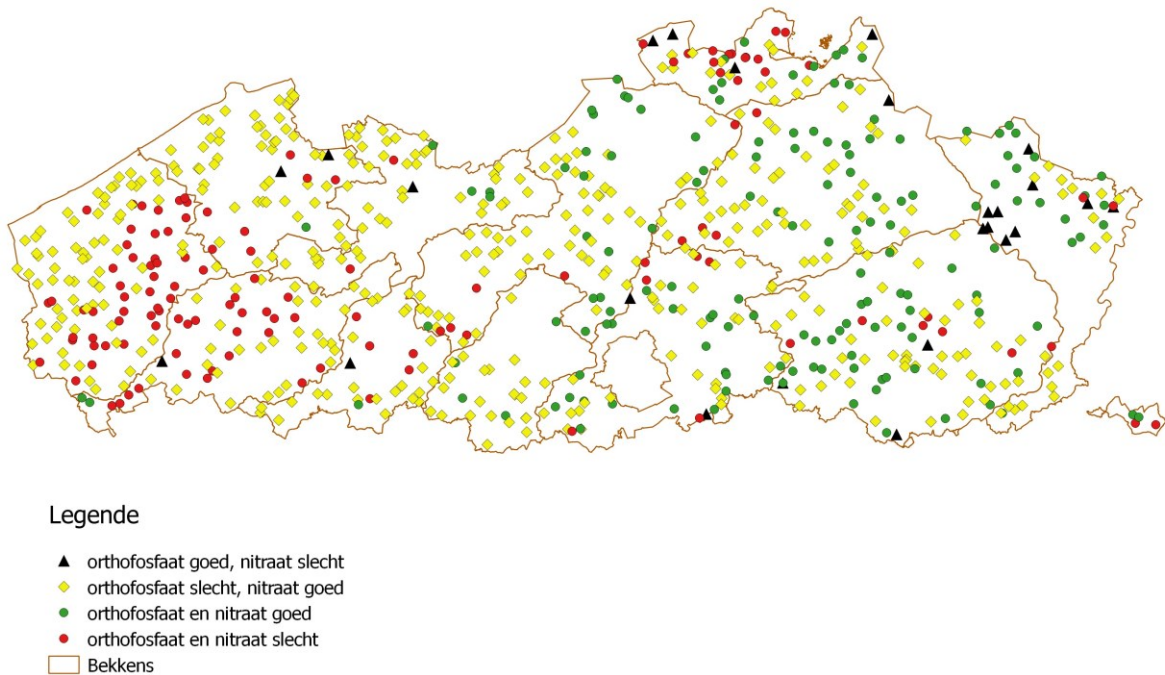 Legende
orthofosfaat goed, nitraat slecht
orthofosfaat slecht, nitraat goed
orthofosfaat en nitraat goed
orthofosfaat en nitraat slecht
Bekkens